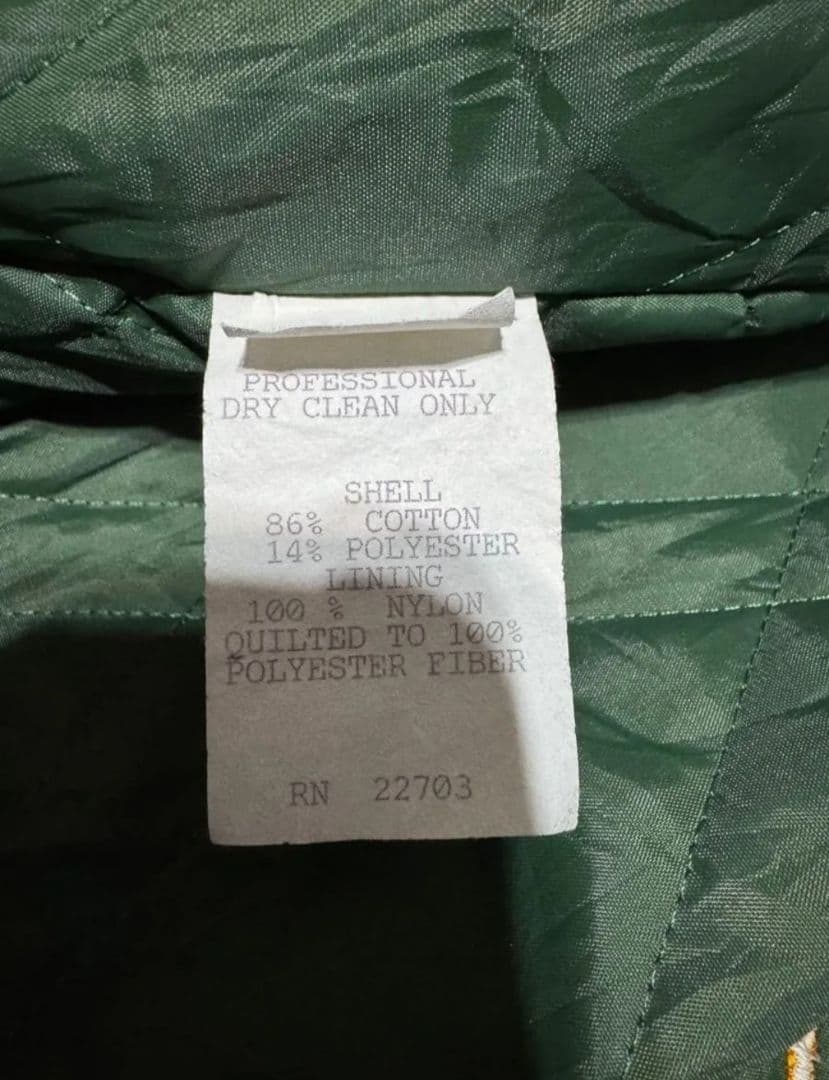 PROFESSIONAL
DRY CLEAN ONLY
SHELL
86% COTTON
14% POLYESTER
LINING
100 % NYLON
QUILTED TO 100%
POLYESTER FIBER
RN 22703